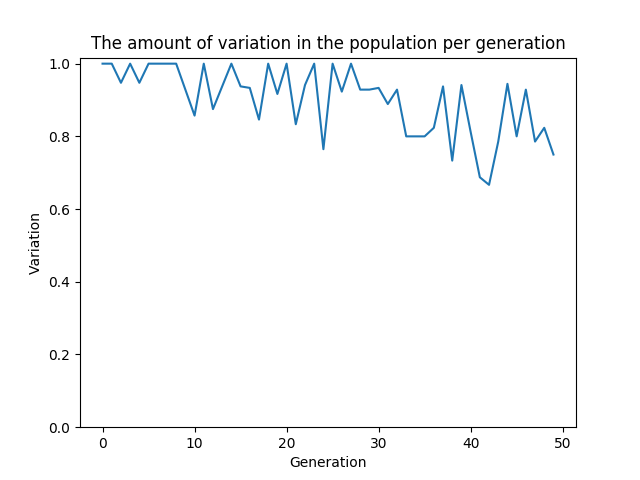 The amount of variation in the population per generation
1.0
0.8
0.6
0.4
0.2
0.0
Variation
0 10 20 30 40 50
Generation